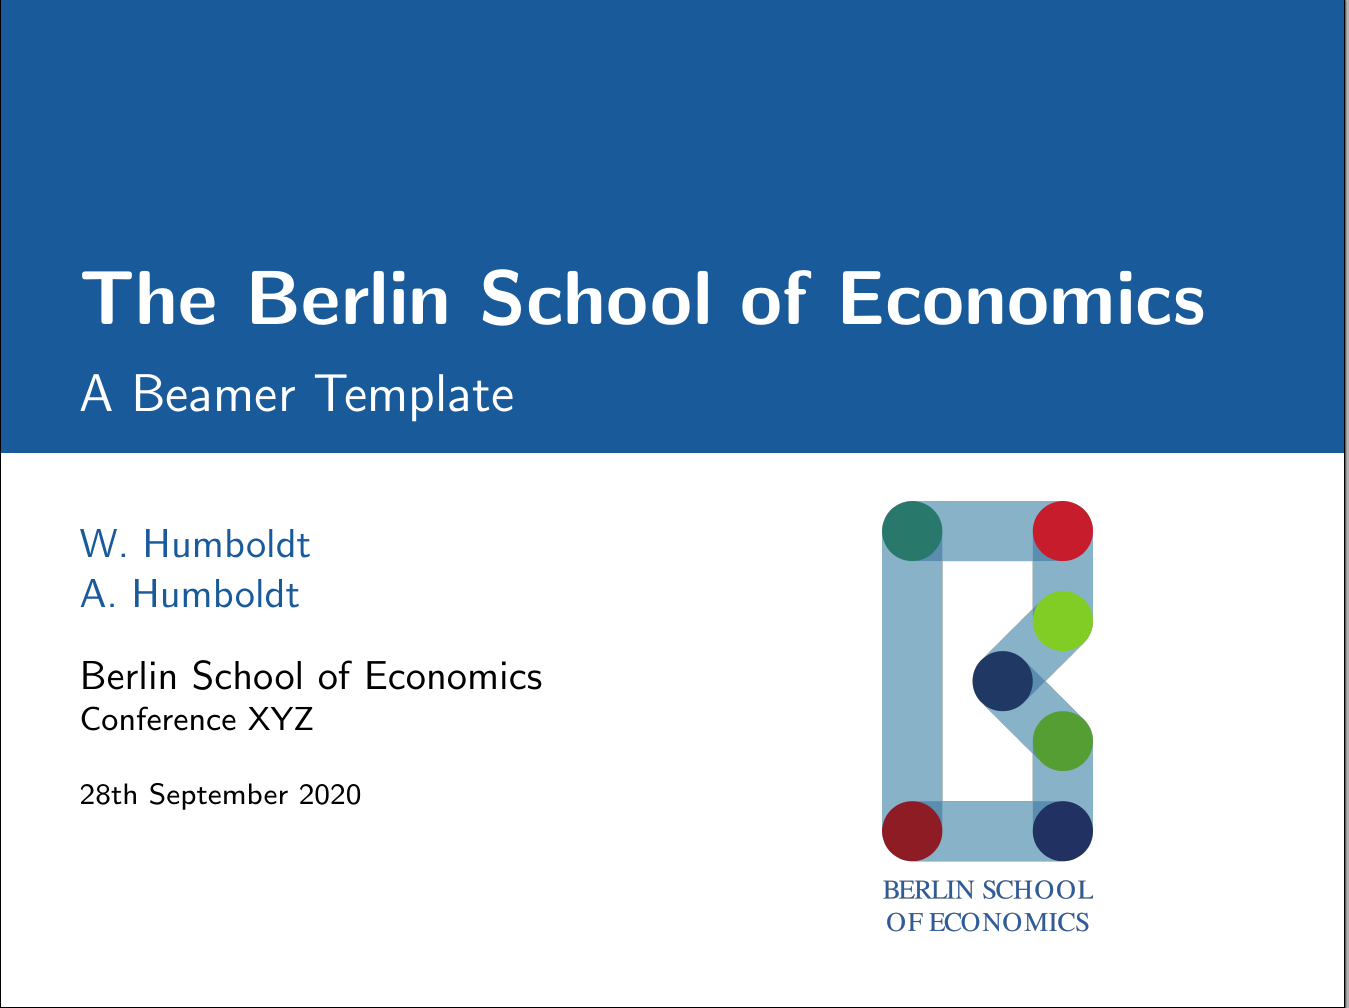 The Berlin School of Economics
A Beamer Template
W. Humboldt
A. Humboldt
Berlin School of Economics
Conference XYZ
28th September 2020
BERLIN SCHOOL
OF ECONOMICS